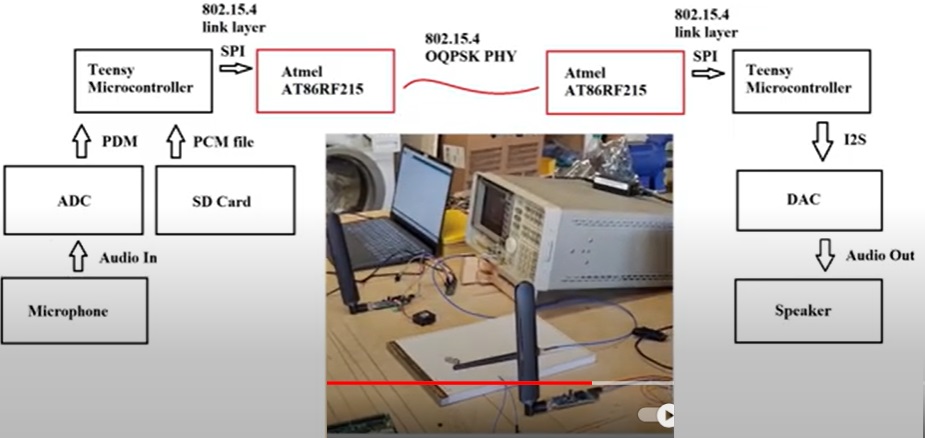 802.15.4
link layer
SPI
802.15.4
OQPSK PHY
802.15.4
link layer
SPI
Teensy
Microcontroller
Atmel
AT86RF215
Atmel
AT86RF215
Teensy
Microcontroller
PDM
PCM file
I2S
ADC
SD Card
DAC
Audio In
Audio Out
Microphone
Speaker